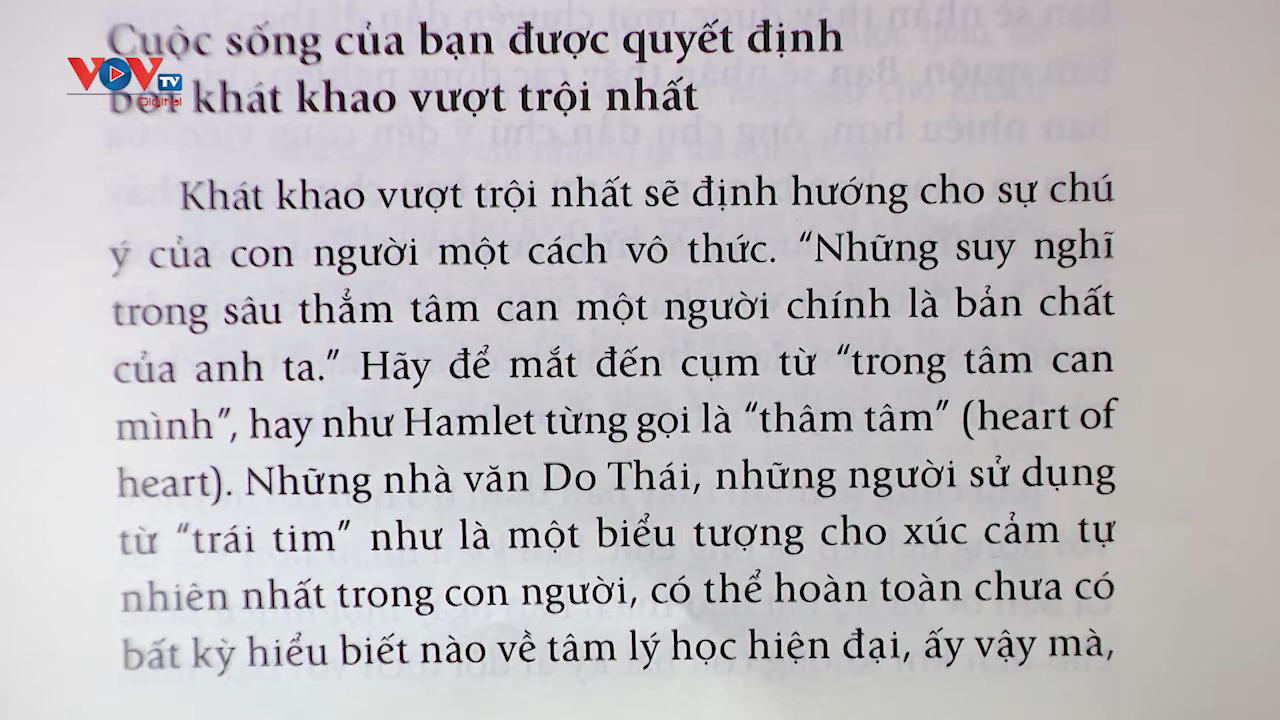 Cuộc sống của bạn được quyết định
bởi khát khao vượt trội nhất
VOV TV
Digital
Khát khao vượt trội nhất sẽ định hướng cho sự chú
ý của con người một cách vô thức. “Những suy nghĩ
trong sâu thẳm tâm can một người chính là bản chất
của anh ta.” Hãy để mắt đến cụm từ “trong tâm can
mình”, hay như Hamlet từng gọi là “thâm tâm” (heart of
heart). Những nhà văn Do Thái, những người sử dụng
từ “trái tim” như là một biểu tượng cho xúc cảm tự
nhiên nhất trong con người, có thể hoàn toàn chưa có
bất kỳ hiểu biết nào về tâm lý học hiện đại, ấy vậy mà,